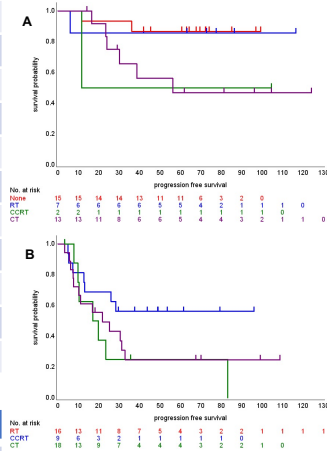 A
1.0
0.8
0.6
0.4
0.2
0.0
survival probability
0 10 20 30 40 50 60 70 80 90 100 110 120 130
progression free survival
No. at risk
None 15 15 14 14 13 11 11 6 3 2 0
RT 7 6 6 6 6 5 5 4 2 1 1 1 0
CCRT 2 2 1 1 1 1 1 1 1 1 1 0
CT 13 13 11 8 6 6 5 4 4 3 2 1 1 0
B
1.0
0.8
0.6
0.4
0.2
0.0
survival probability
0 10 20 30 40 50 60 70 80 90 100 110 120 130
progression free survival
No. at risk
RT 16 13 11 8 7 5 4 3 2 2 1 1 1 1
CCRT 9 6 3 2 1 1 1 1 1 0
CT 18 13 9 7 4 4 4 3 2 2 1 0